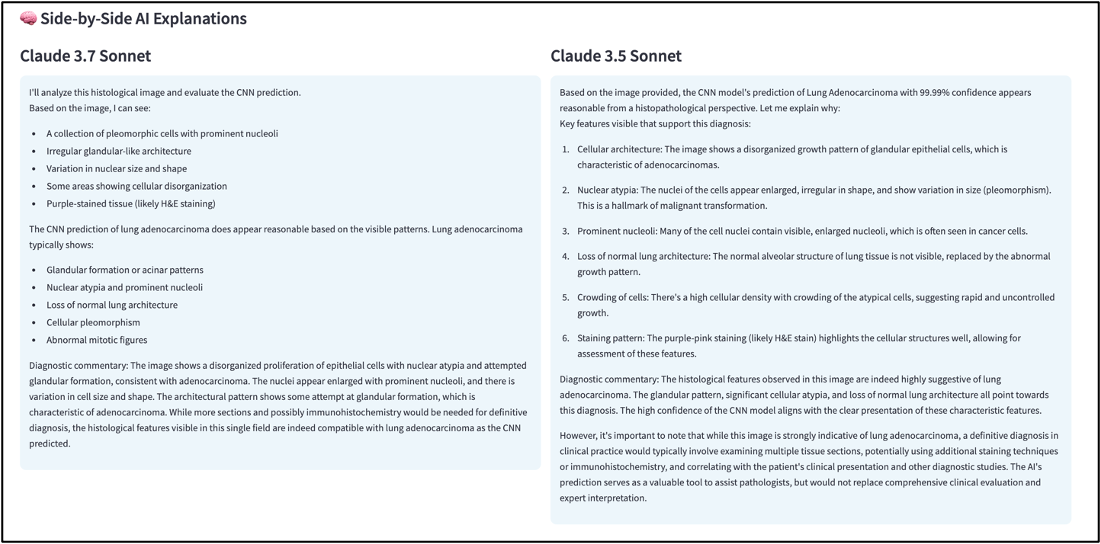 🧠 Side-by-Side AI Explanations
Claude 3.7 Sonnet
I'll analyze this histological image and evaluate the CNN prediction.
Based on the image, I can see:
• A collection of pleomorphic cells with prominent nucleoli
• Irregular glandular-like architecture
• Variation in nuclear size and shape
• Some areas showing cellular disorganization
• Purple-stained tissue (likely H&E staining)
The CNN prediction of lung adenocarcinoma does appear reasonable based on the visible patterns. Lung adenocarcinoma
typically shows:
• Glandular formation or acinar patterns
• Nuclear atypia and prominent nucleoli
• Loss of normal lung architecture
• Cellular pleomorphism
• Abnormal mitotic figures
Diagnostic commentary: The image shows a disorganized proliferation of epithelial cells with nuclear atypia and attempted
glandular formation, consistent with adenocarcinoma. The nuclei appear enlarged with prominent nucleoli, and there is
variation in cell size and shape. The architectural pattern shows some attempt at glandular formation, which is
characteristic of adenocarcinoma. While more sections and possibly immunohistochemistry would be needed for definitive
diagnosis, the histological features visible in this single field are indeed compatible with lung adenocarcinoma as the CNN
predicted.
Claude 3.5 Sonnet
Based on the image provided, the CNN model's prediction of Lung Adenocarcinoma with 99.99% confidence appears
reasonable from a histopathological perspective. Let me explain why:
Key features visible that support this diagnosis:
1. Cellular architecture: The image shows a disorganized growth pattern of glandular epithelial cells, which is
characteristic of adenocarcinomas.
2. Nuclear atypia: The nuclei of the cells appear enlarged, irregular in shape, and show variation in size (pleomorphism).
This is a hallmark of malignant transformation.
3. Prominent nucleoli: Many of the cell nuclei contain visible, enlarged nucleoli, which is often seen in cancer cells.
4. Loss of normal lung architecture: The normal alveolar structure of lung tissue is not visible, replaced by the abnormal
growth pattern.
5. Crowding of cells: There's a high cellular density with crowding of the atypical cells, suggesting rapid and uncontrolled
growth.
6. Staining pattern: The purple-pink staining (likely H&E stain) highlights the cellular structures well, allowing for
assessment of these features.
Diagnostic commentary: The histological features observed in this image are indeed highly suggestive of lung
adenocarcinoma. The glandular pattern, significant cellular atypia, and loss of normal lung architecture all point towards
this diagnosis. The high confidence of the CNN model aligns with the clear presentation of these characteristic features.
However, it's important to note that while this image is strongly indicative of lung adenocarcinoma, a definitive diagnosis in
clinical practice would typically involve examining multiple tissue sections, potentially using additional staining techniques
or immunohistochemistry, and correlating with the patient's clinical presentation and other diagnostic studies. The AI's
prediction serves as a valuable tool to assist pathologists, but would not replace comprehensive clinical evaluation and
expert interpretation.